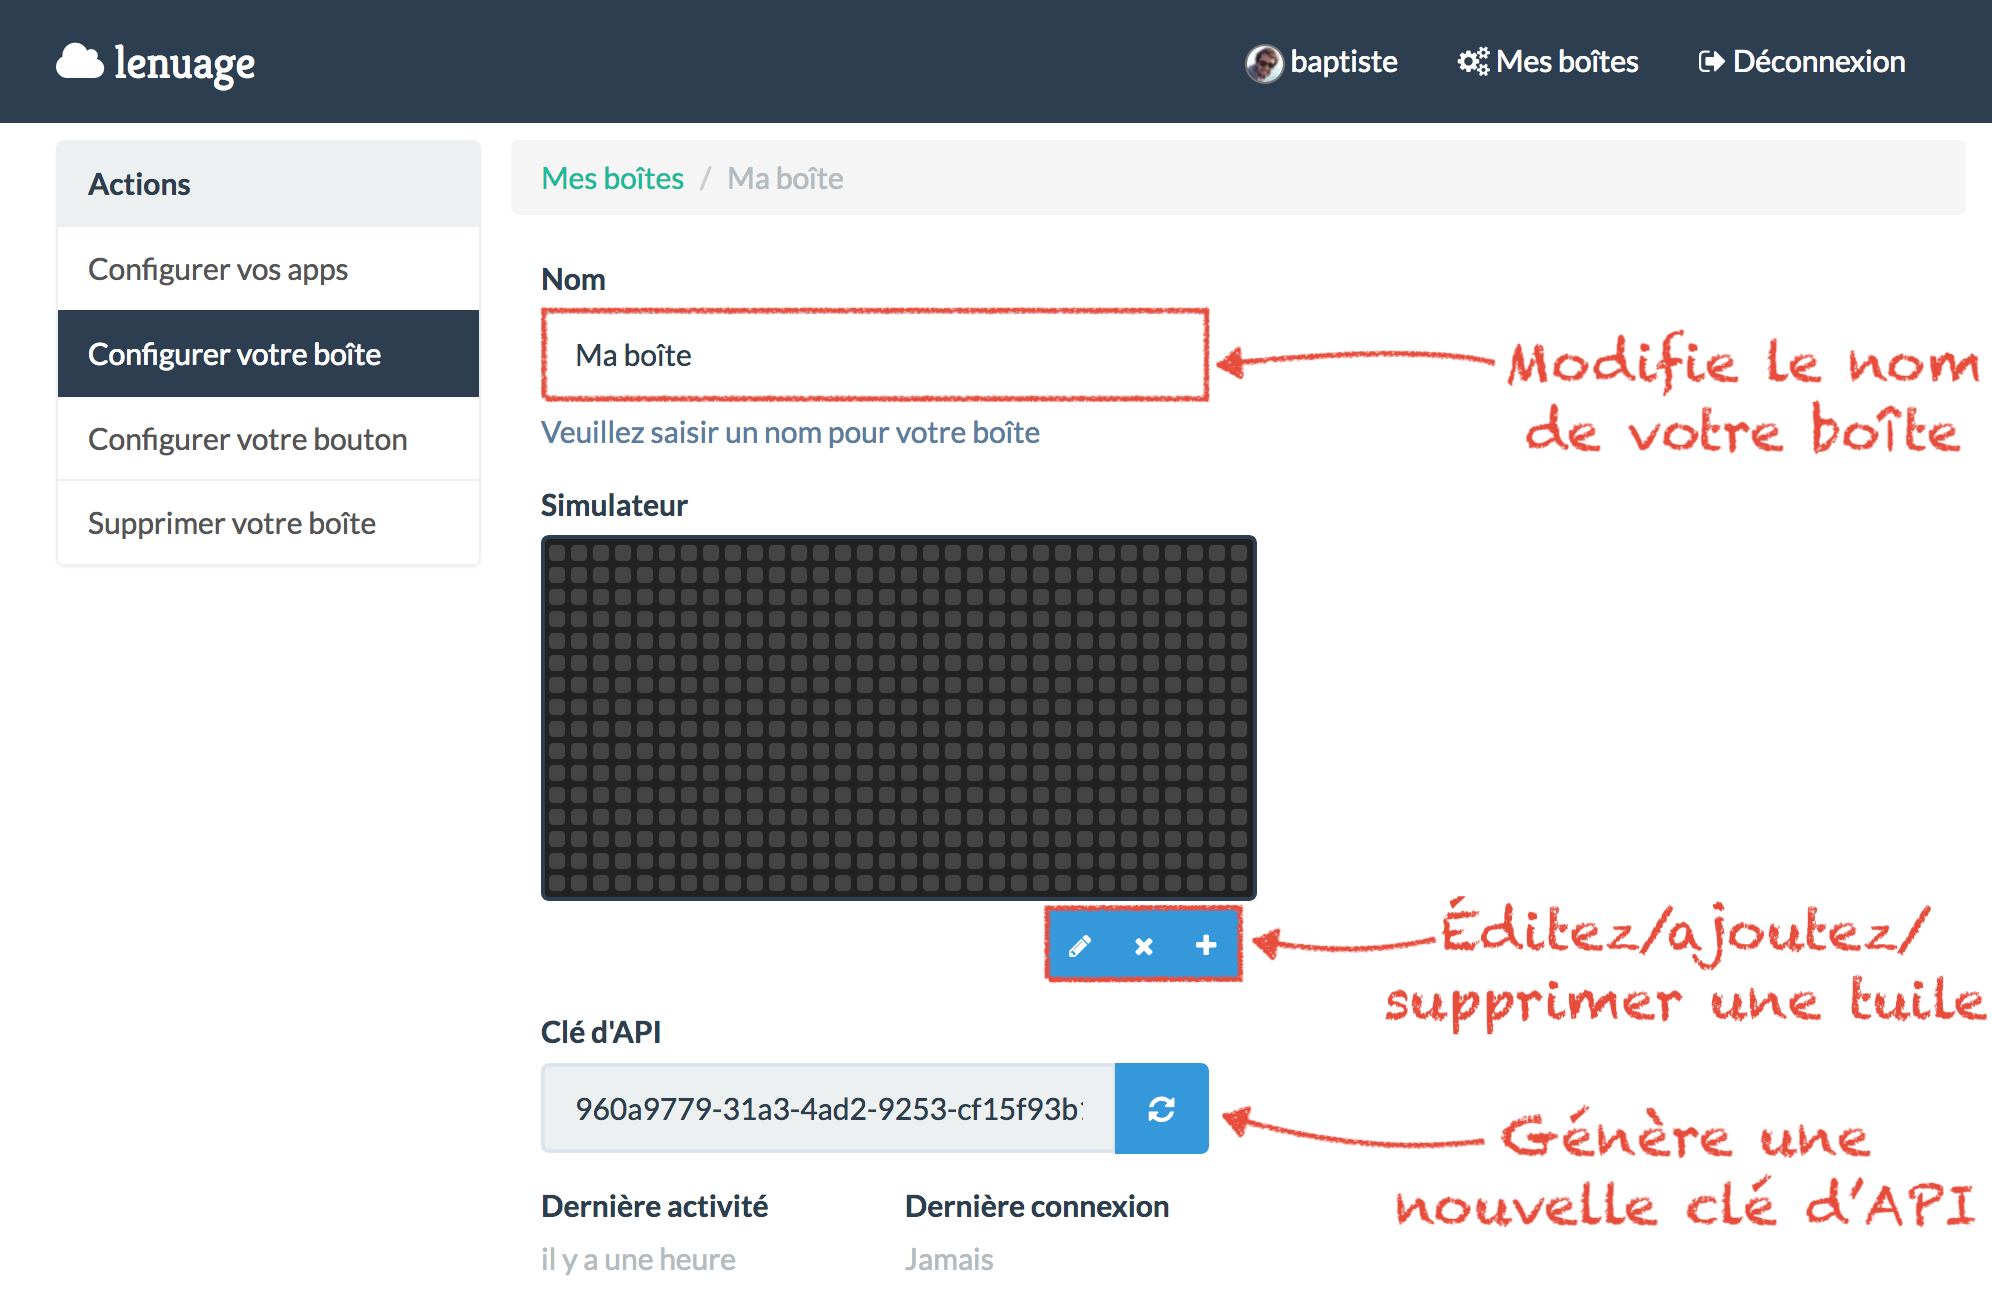 lenuage
baptiste
Mes boîtes
Déconnexion
Actions
Configurer vos apps
Configurer votre boîte
Configurer votre bouton
Supprimer votre boîte
Mes boîtes / Ma boîte
Nom
Ma boîte
Veuillez saisir un nom pour votre boîte
Modifie le nom
de votre boîte
Simulateur
Éditez/ajoutez/
supprimer une tuile
Clé d'API
960a9779-31a3-4ad2-9253-cf15f93b
Génère une
nouvelle clé d'API
Dernière activité
il y a une heure
Dernière connexion
Jamais